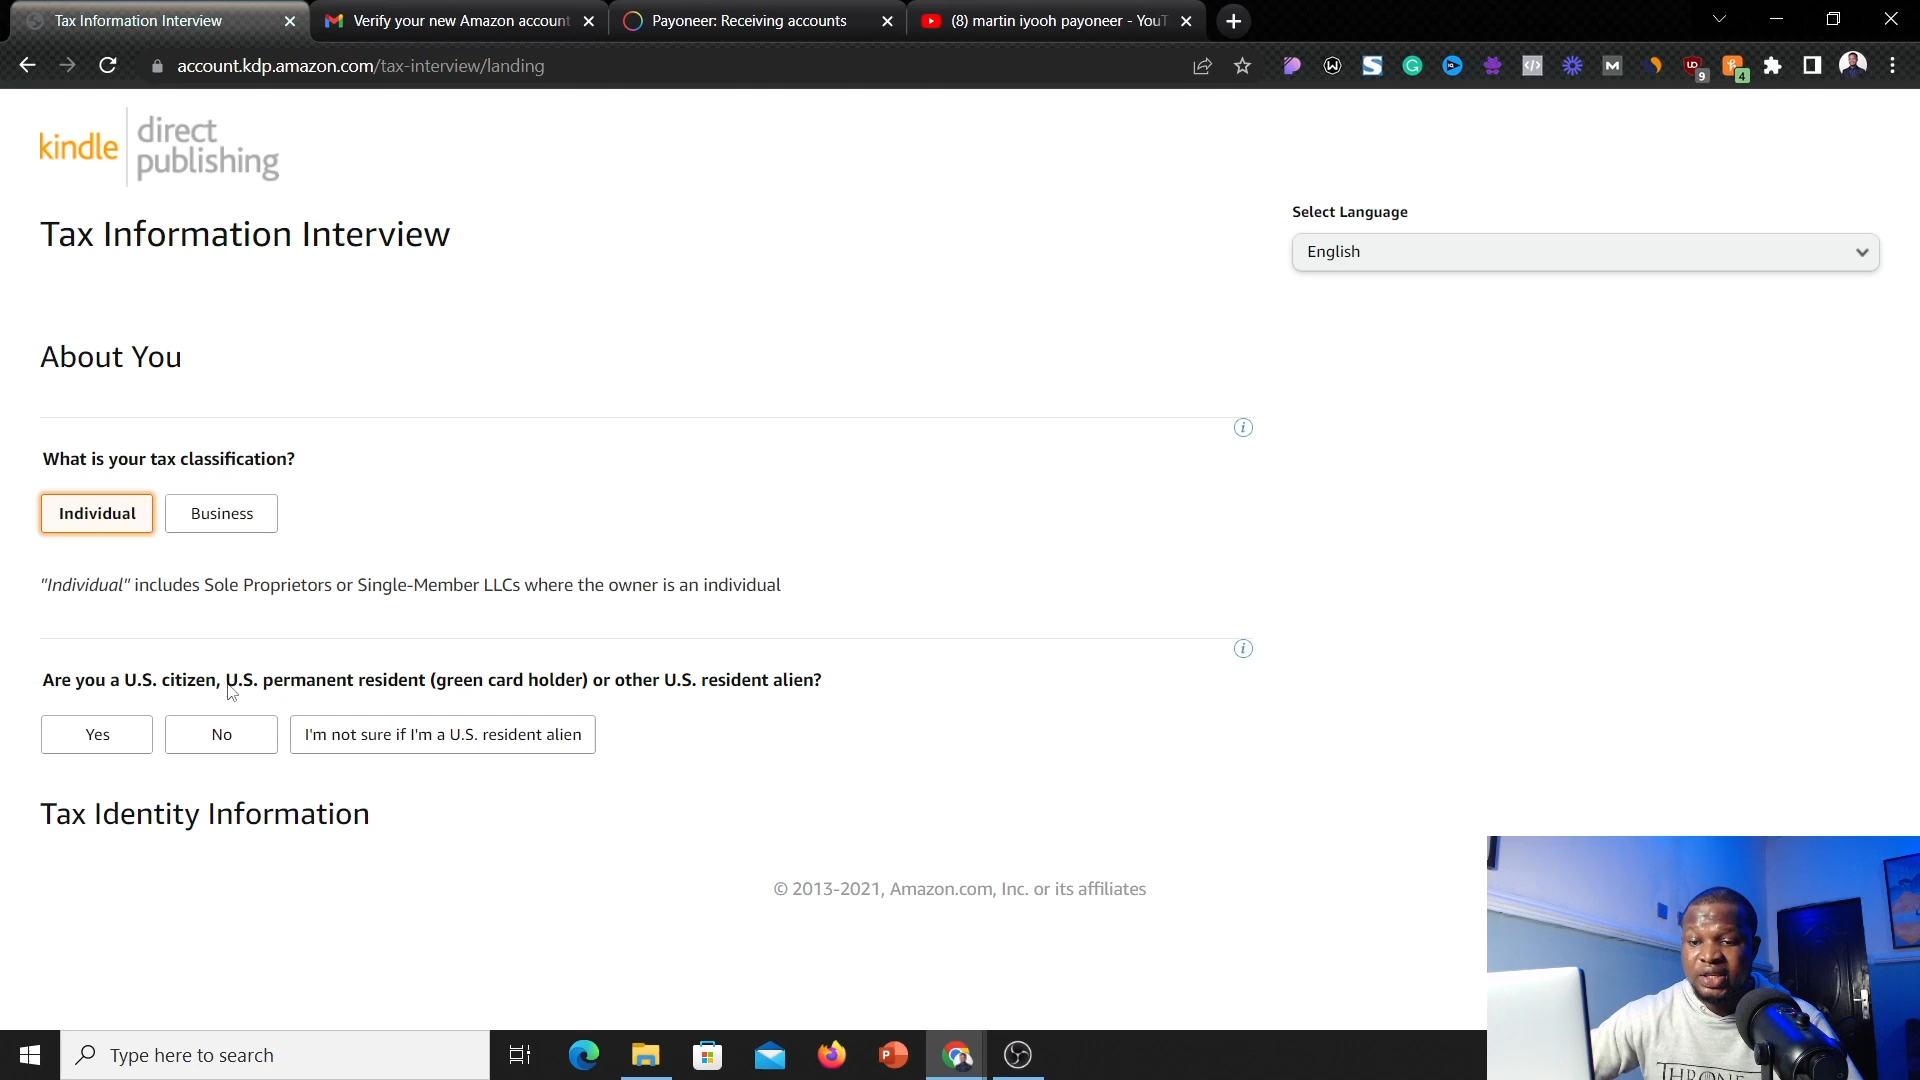 Tax Information Interview
Verify your new Amazon account
Payoneer: Receiving accounts
(8) martin iyooh payoneer - YouT
account.kdp.amazon.com/tax-interview/landing
9
4
kindle direct publishing
Tax Information Interview
Select Language
English
About You
What is your tax classification?
Individual
Business
"Individual" includes Sole Proprietors or Single-Member LLCs where the owner is an individual
Are you a U.S. citizen, U.S. permanent resident (green card holder) or other U.S. resident alien?
Yes
No
I'm not sure if I'm a U.S. resident alien
Tax Identity Information
© 2013-2021, Amazon.com, Inc. or its affiliates
Type here to search